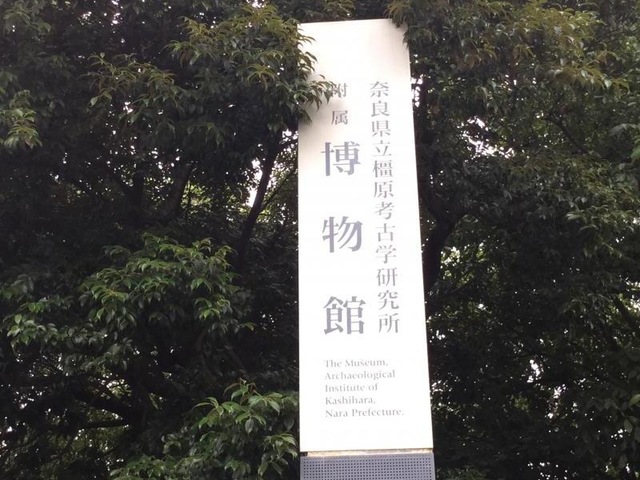 奈良県立橿原考古学研究所
附属
博物館
The Museum,
Archaeological
Institute of
Kashihara,
Nara Prefecture.